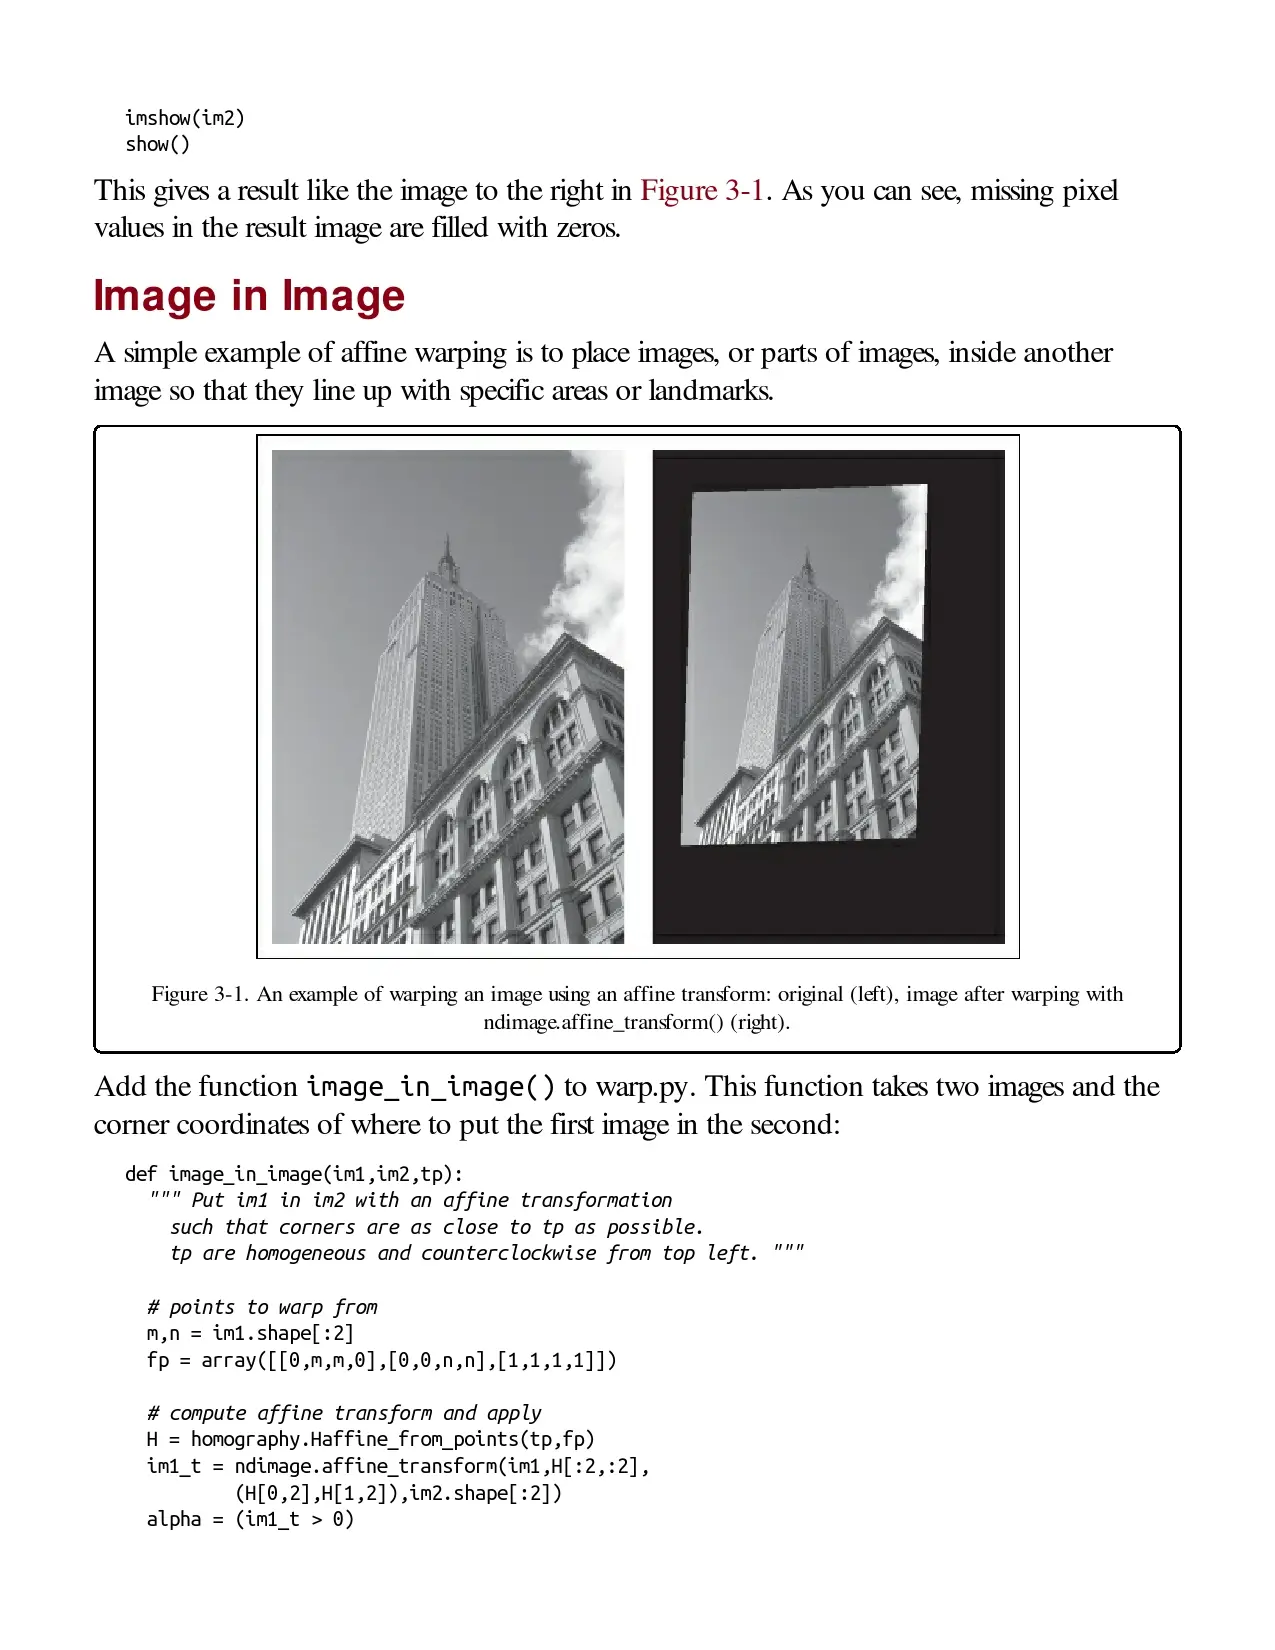 imshow(im2)
show()
This gives a result like the image to the right in Figure 3-1. As you can see, missing pixel
values in the result image are filled with zeros.
Image in Image
A simple example of affine warping is to place images, or parts of images, inside another
image so that they line up with specific areas or landmarks.
Figure 3-1. An example of warping an image using an affine transform: original (left), image after warping with
ndimage.affine_transform() (right).
Add the function image_in_image() to warp.py. This function takes two images and the
corner coordinates of where to put the first image in the second:
def image_in_image(im1,im2,tp):
""" Put im1 in im2 with an affine transformation
such that corners are as close to tp as possible.
tp are homogeneous and counterclockwise from top left. """
# points to warp from
m,n = im1.shape[:2]
fp = array([[0,m,m,0],[0,0,n,n],[1,1,1,1]])
# compute affine transform and apply
H = homography.Haffine_from_points(tp,fp)
im1_t = ndimage.affine_transform(im1,H[:2,:2],
(H[0,2],H[1,2]),im2.shape[:2])
alpha = (im1_t > 0)